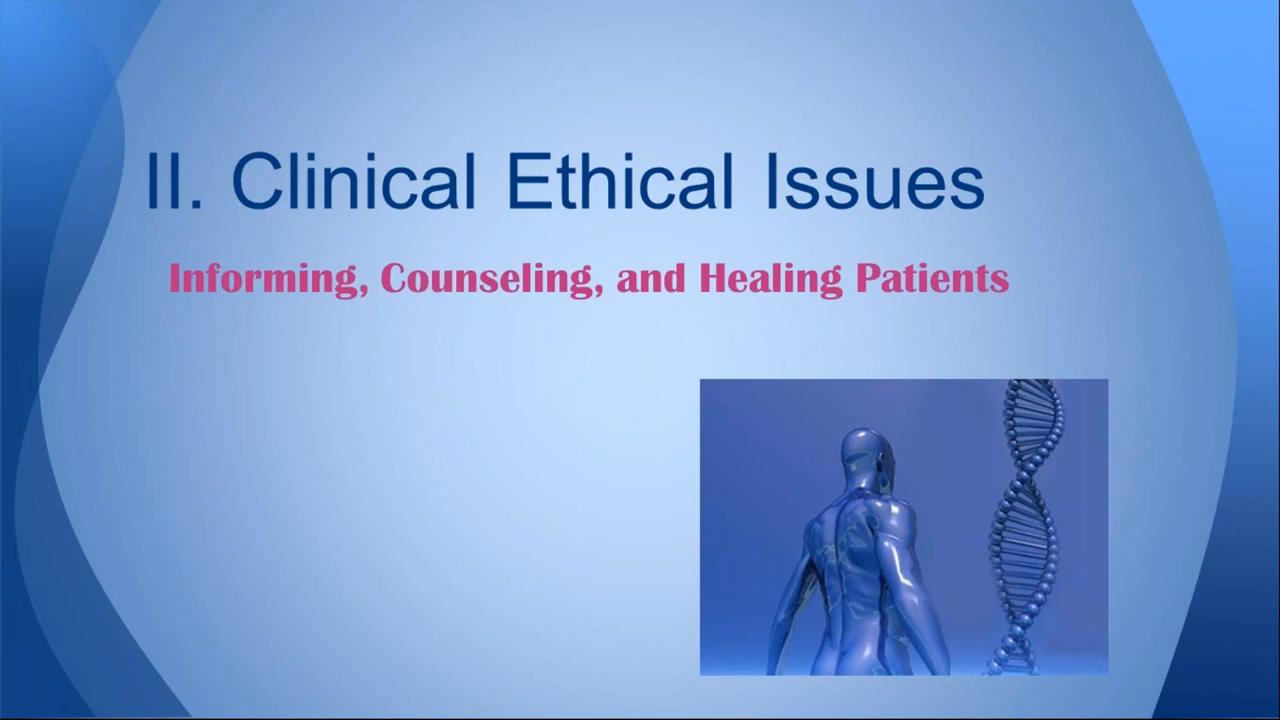 II. Clinical Ethical Issues
Informing, Counseling, and Healing Patients